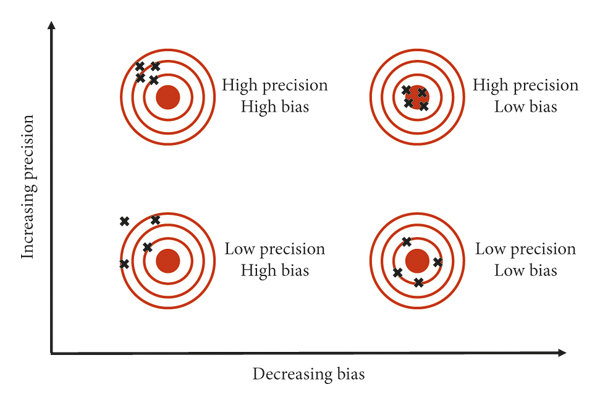 High precision
High bias
High precision
Low bias
Increasing precision
Low precision
High bias
Low precision
Low bias
Decreasing bias